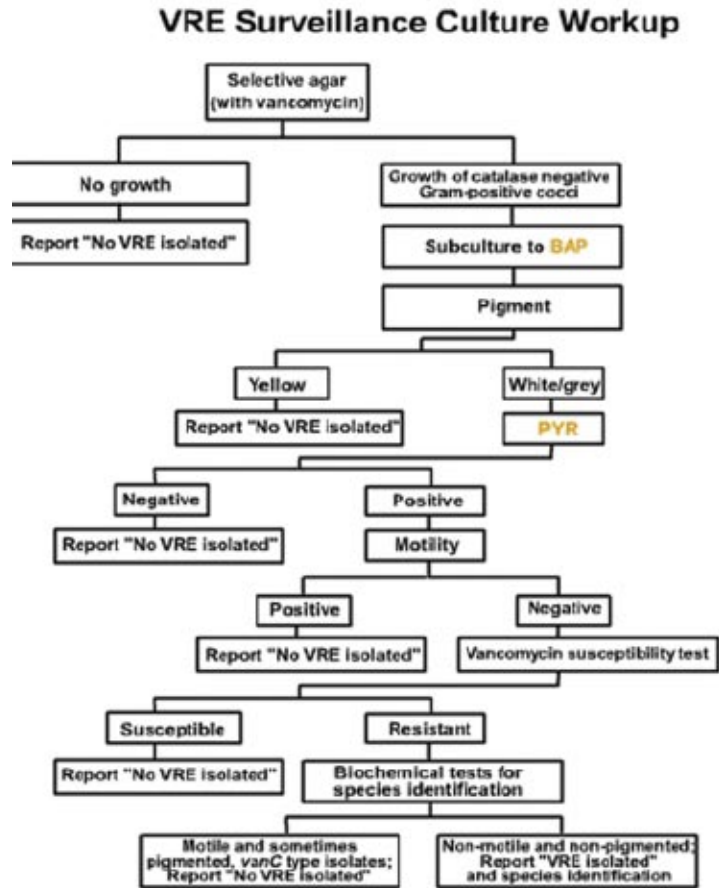 VRE Surveillance Culture Workup
Selective agar
(with vancomycin)
No growth
Growth of catalase negative
Gram-positive cocci
Report "No VRE isolated"
Subculture to BAP
Pigment
Yellow
White/grey
Report "No VRE isolated"
PYR
Negative
Positive
Report "No VRE isolated"
Motility
Positive
Negative
Report "No VRE isolated"
Vancomycin susceptibility test
Susceptible
Resistant
Report "No VRE isolated"
Biochemical tests for
species identification
Motile and sometimes
pigmented, vanC type isolates;
Report "No VRE isolated"
Non-motile and non-pigmented;
Report "VRE isolated"
and species identification